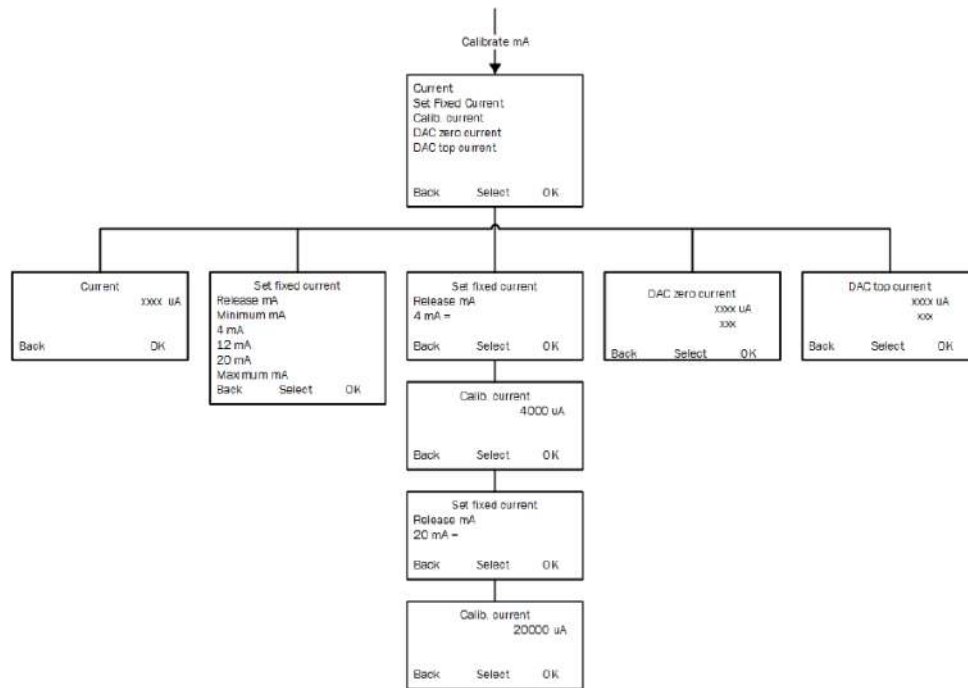 Calibrate mA
Current
Set Fixed Current
Calib. current
DAC zero current
DAC top current
Back Select OK
Current
xxxx uA
Back OK
Set fixed current
Release mA
Minimum mA
4 mA
12 mA
20 mA
Maximum mA
Back Select OK
Set fixed current
Release mA
4 mA =
Back Select OK
DAC zero current
xxxx uA
xxx
Back Select OK
DAC top current
xxxx uA
xxx
Back Select OK
Calib. current
4000 uA
Back Select OK
Set fixed current
Release mA
20 mA =
Back Select OK
Calib. current
20000 uA
Back Select OK